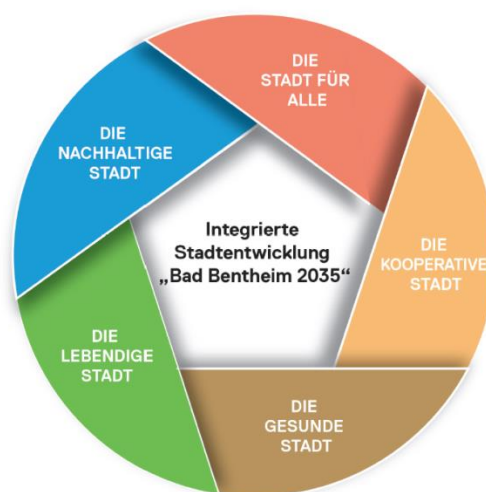 DIE
STADT FÜR
ALLE
DIE
NACHHALTIGE
STADT
Integrierte
Stadtentwicklung
„Bad Bentheim 2035“
DIE
KOOPERATIVE
STADT
DIE
LEBENDIGE
STADT
DIE
GESUNDE
STADT